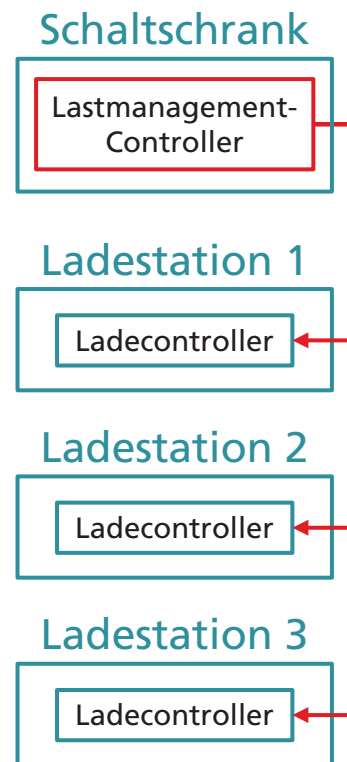 Schaltschrank
Lastmanagement-
Controller
Ladestation 1
Ladecontroller
Ladestation 2
Ladecontroller
Ladestation 3
Ladecontroller